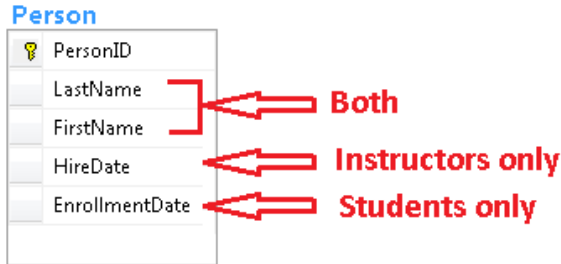 Person
PersonID
LastName
FirstName
Both
HireDate
Instructors only
EnrollmentDate
Students only